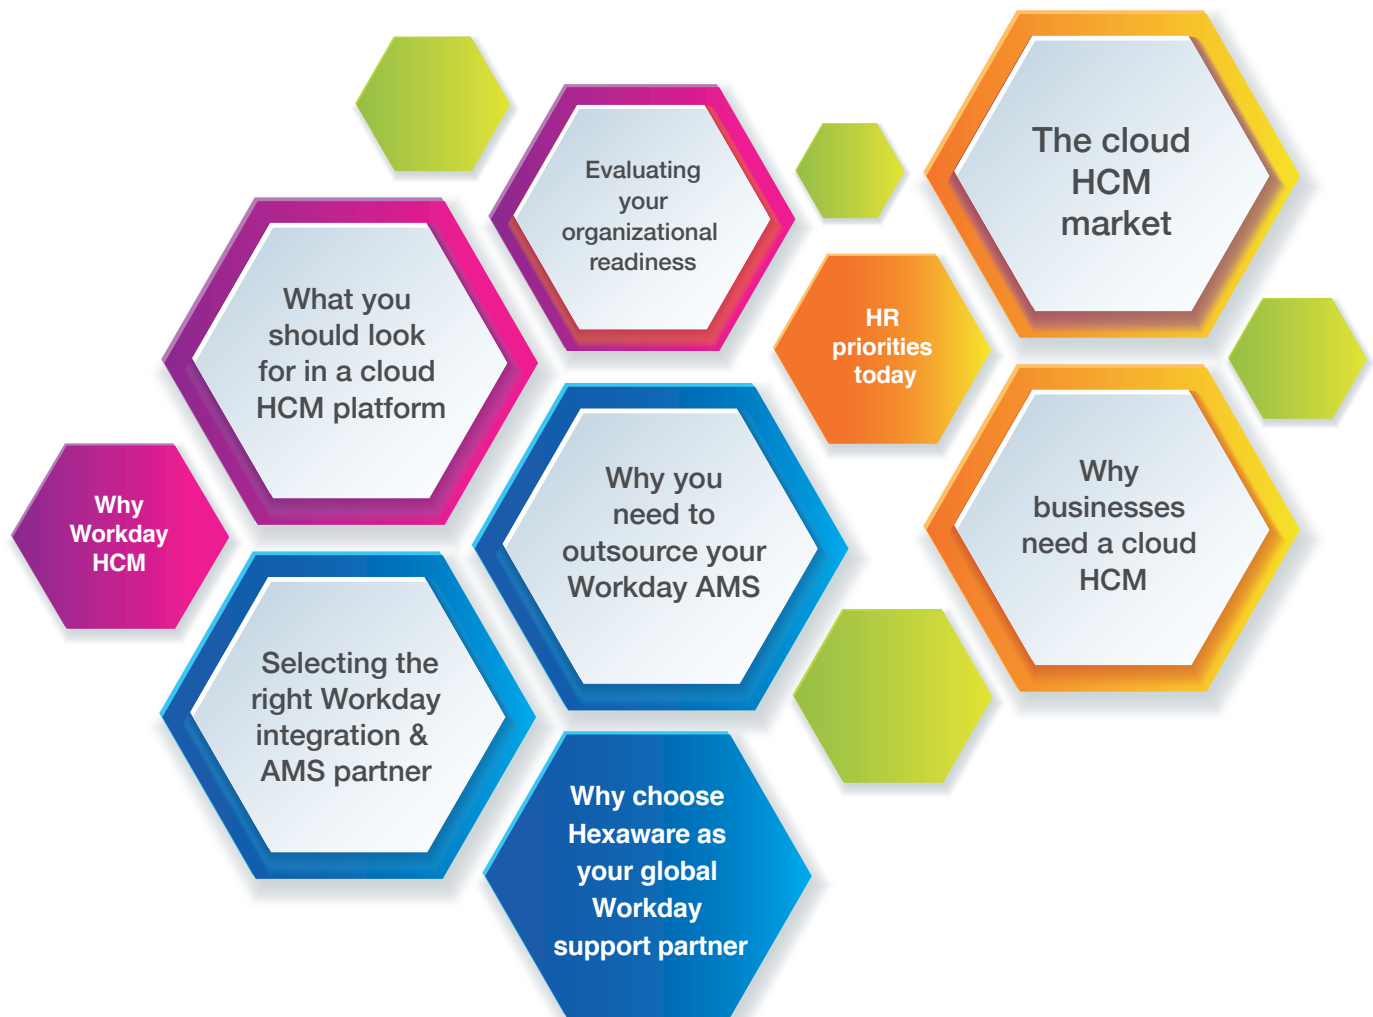 The cloud
HCM
market
Evaluating
your
organizational
readiness
What you
should look
for in a cloud
HCM platform
HR
priorities
today
Why
Workday
HCM
Why you
need to
outsource your
Workday AMS
Why
businesses
need a cloud
HCM
Selecting the
right Workday
integration &
AMS partner
Why choose
Hexaware as
your global
Workday
support partner